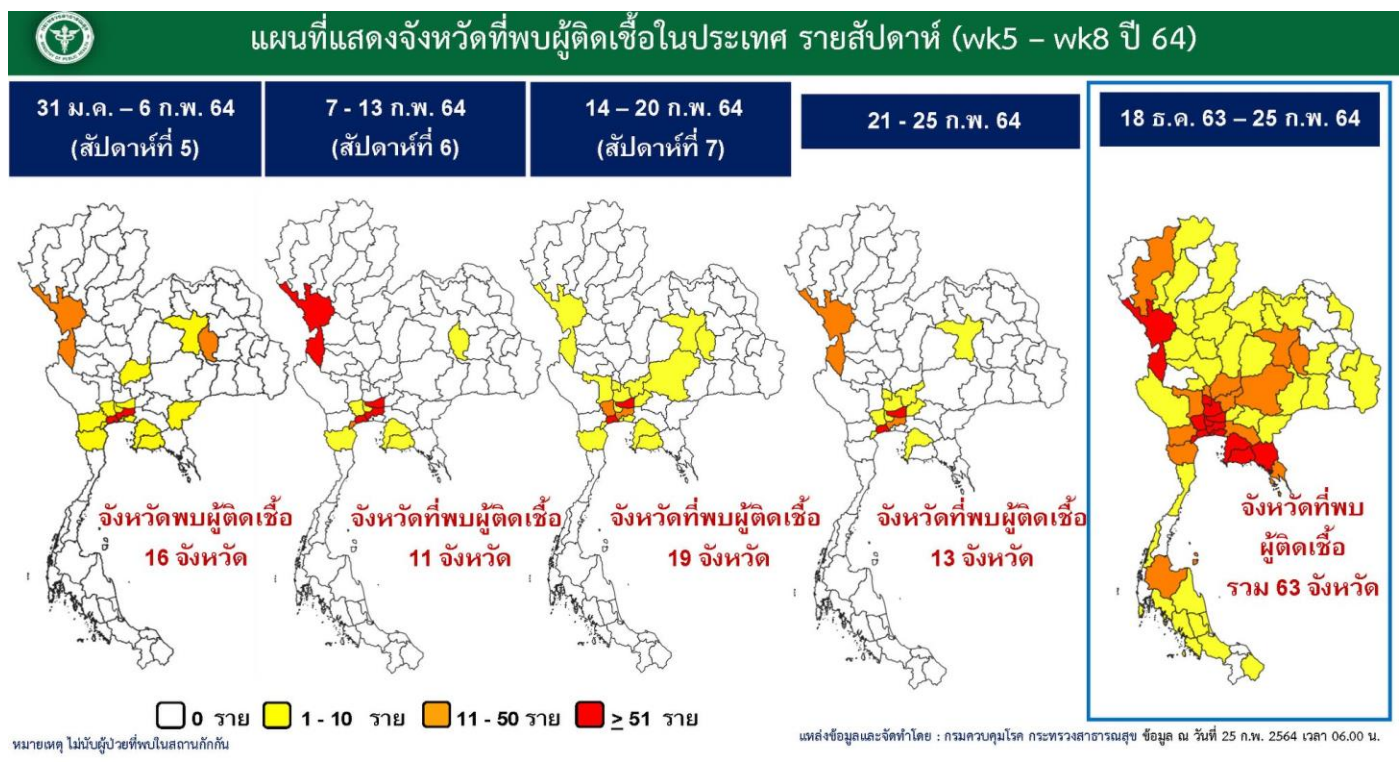 แผนที่แสดงจังหวัดที่พบผู้ติดเชื้อในประเทศ รายสัปดาห์ (wk5 – wk8 ปี 64)
31 ม.ค. – 6 ก.พ. 64
(สัปดาห์ที่ 5)
7 - 13 ก.พ. 64
(สัปดาห์ที่ 6)
14 – 20 ก.พ. 64
(สัปดาห์ที่ 7)
21 - 25 ก.พ. 64
18 ธ.ค. 63 – 25 ก.พ. 64
จังหวัดพบผู้ติดเชื้อ
16 จังหวัด
จังหวัดที่พบผู้ติดเชื้อ
11 จังหวัด
จังหวัดที่พบผู้ติดเชื้อ
19 จังหวัด
จังหวัดที่พบผู้ติดเชื้อ
13 จังหวัด
จังหวัดที่พบ
ผู้ติดเชื้อ
รวม 63 จังหวัด
0 ราย 1 - 10 ราย 11 - 50 ราย ≥ 51 ราย
หมายเหตุ ไม่นับผู้ป่วยที่พบในสถานกักกัน
แหล่งข้อมูลและจัดทำโดย : กรมควบคุมโรค กระทรวงสาธารณสุข ข้อมูล ณ วันที่ 25 ก.พ. 2564 เวลา 06.00 น.